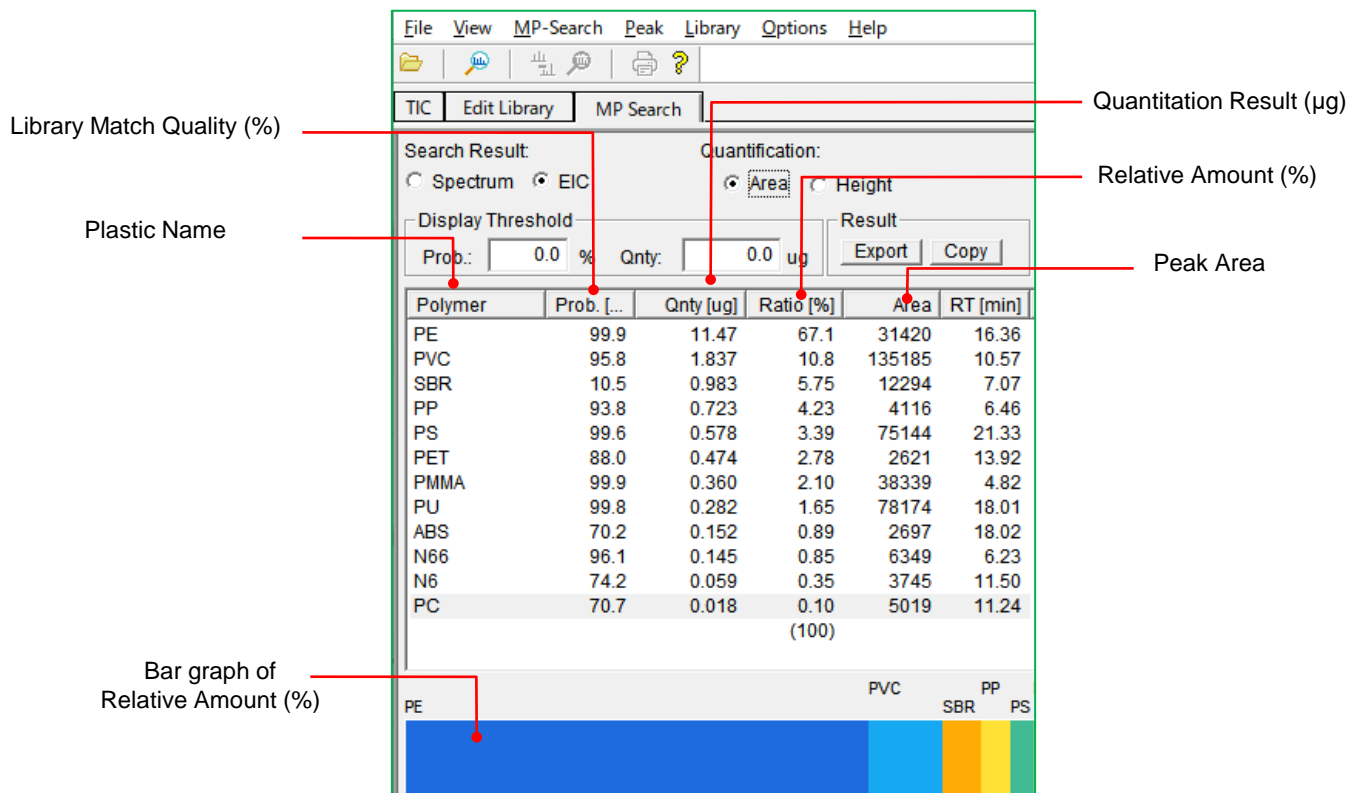 File View MP-Search Peak Library Options Help
TIC Edit Library MP Search
Quantitation Result (µg)
Library Match Quality (%)
Search Result: Quantification:
Spectrum EIC Area Height
Relative Amount (%)
Plastic Name
Display Threshold Result
Prob.: 0.0 % Qnty: 0.0 ug Export Copy
Peak Area
Polymer Prob. [... Qnty [ug] Ratio [%] Area RT [min]
PE 99.9 11.47 67.1 31420 16.36
PVC 95.8 1.837 10.8 135185 10.57
SBR 10.5 0.983 5.75 12294 7.07
PP 93.8 0.723 4.23 4116 6.46
PS 99.6 0.578 3.39 75144 21.33
PET 88.0 0.474 2.78 2621 13.92
PMMA 99.9 0.360 2.10 38339 4.82
PU 99.8 0.282 1.65 78174 18.01
ABS 70.2 0.152 0.89 2697 18.02
N66 96.1 0.145 0.85 6349 6.23
N6 74.2 0.059 0.35 3745 11.50
PC 70.7 0.018 0.10 5019 11.24
(100)
Bar graph of
Relative Amount (%)
PVC PP
PE SBR PS